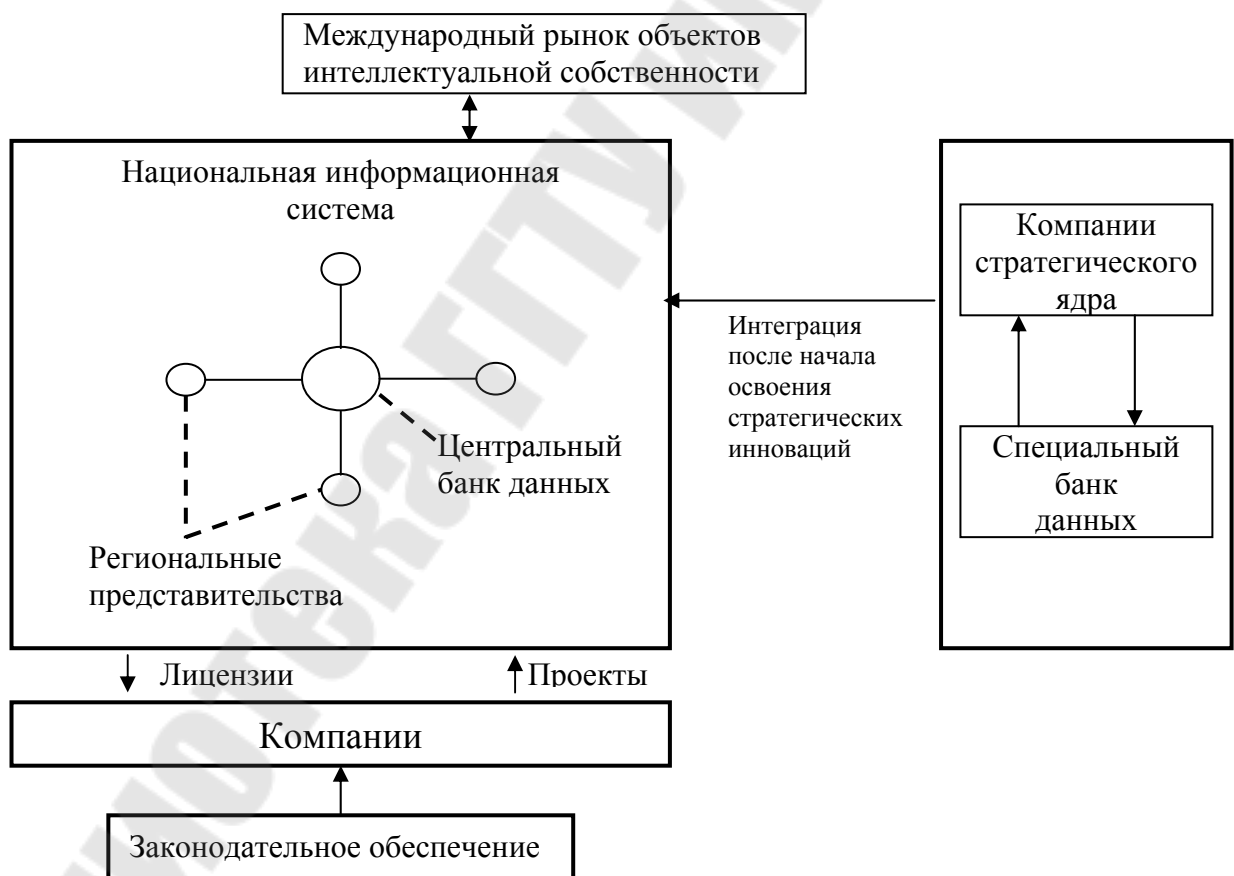 Международный рынок объектов
интеллектуальной собственности
Национальная информационная
система
Центральный
банк данных
Региональные
представительства
Интеграция
после начала
освоения
стратегических
инноваций
Компании
стратегического
ядра
Специальный
банк
данных
Лицензии
Проекты
Компании
Законодательное обеспечение